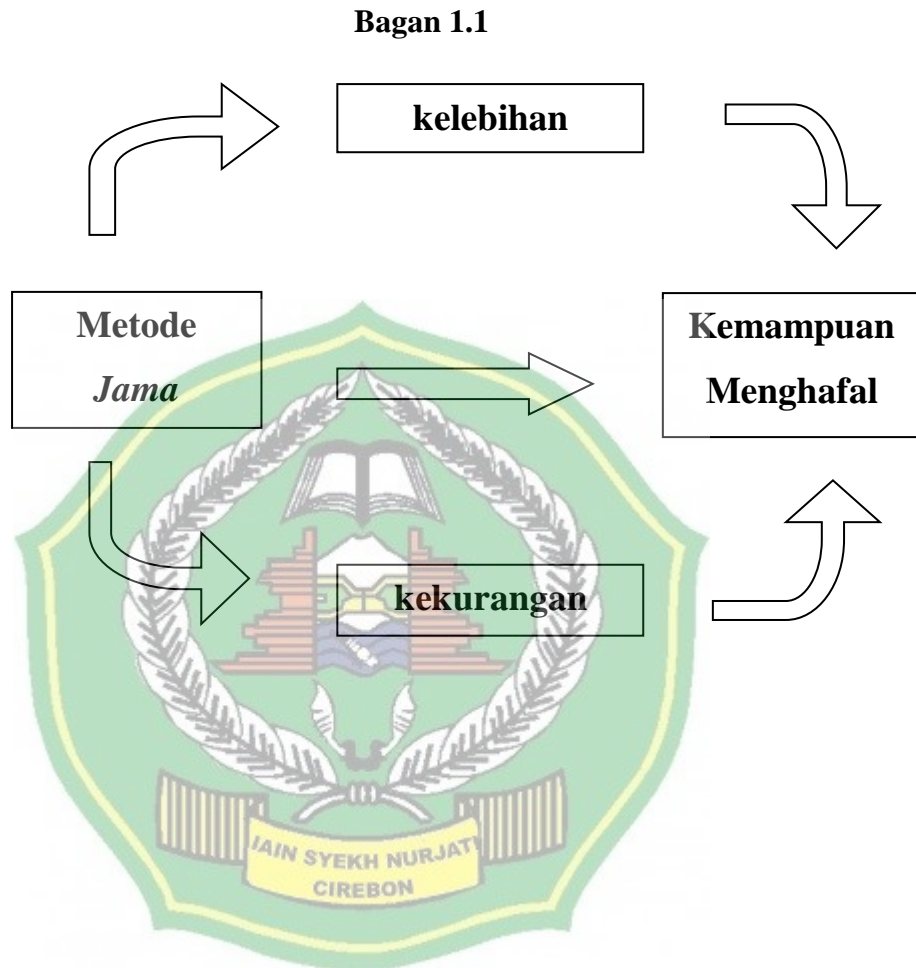 Bagan 1.1
kelebihan
Metode
Jama
Kemampuan
Menghafal
kekurangan
IAIN SYEKH NURJATI
CIREBON